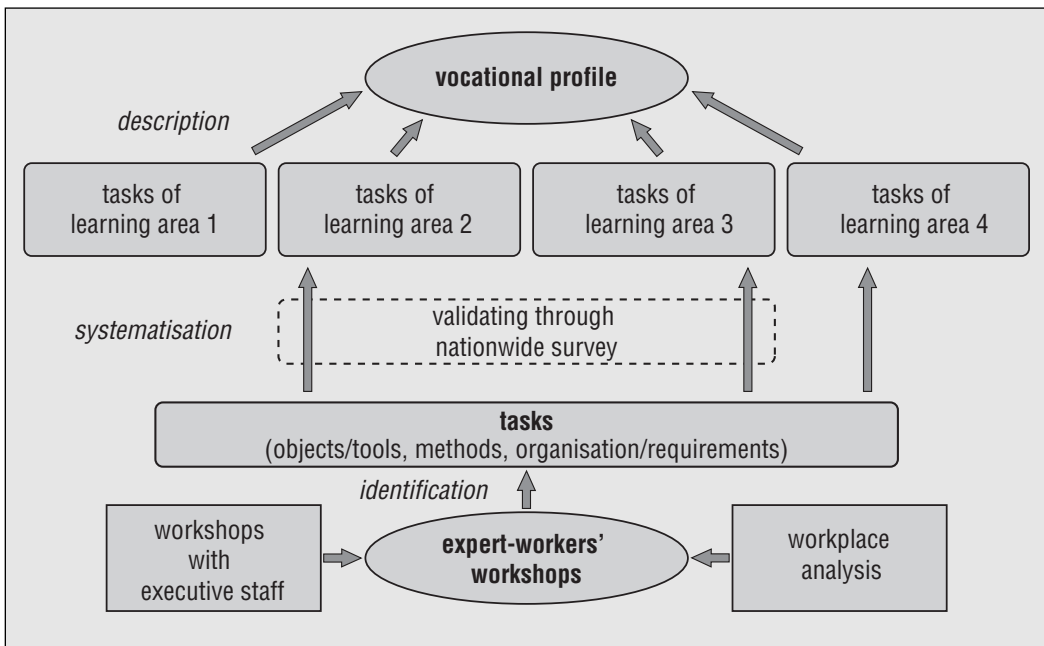 vocational profile
description
tasks of
learning area 1
tasks of
learning area 2
tasks of
learning area 3
tasks of
learning area 4
systematisation
validating through
nationwide survey
tasks
(objects/tools, methods, organisation/requirements)
identification
workshops
with
executive staff
expert-workers'
workshops
workplace
analysis